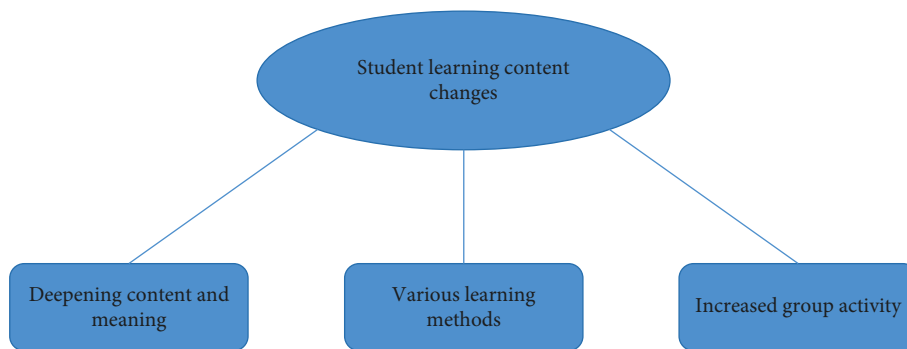 Student learning content
changes
Deepening content and
meaning
Various learning
methods
Increased group activity